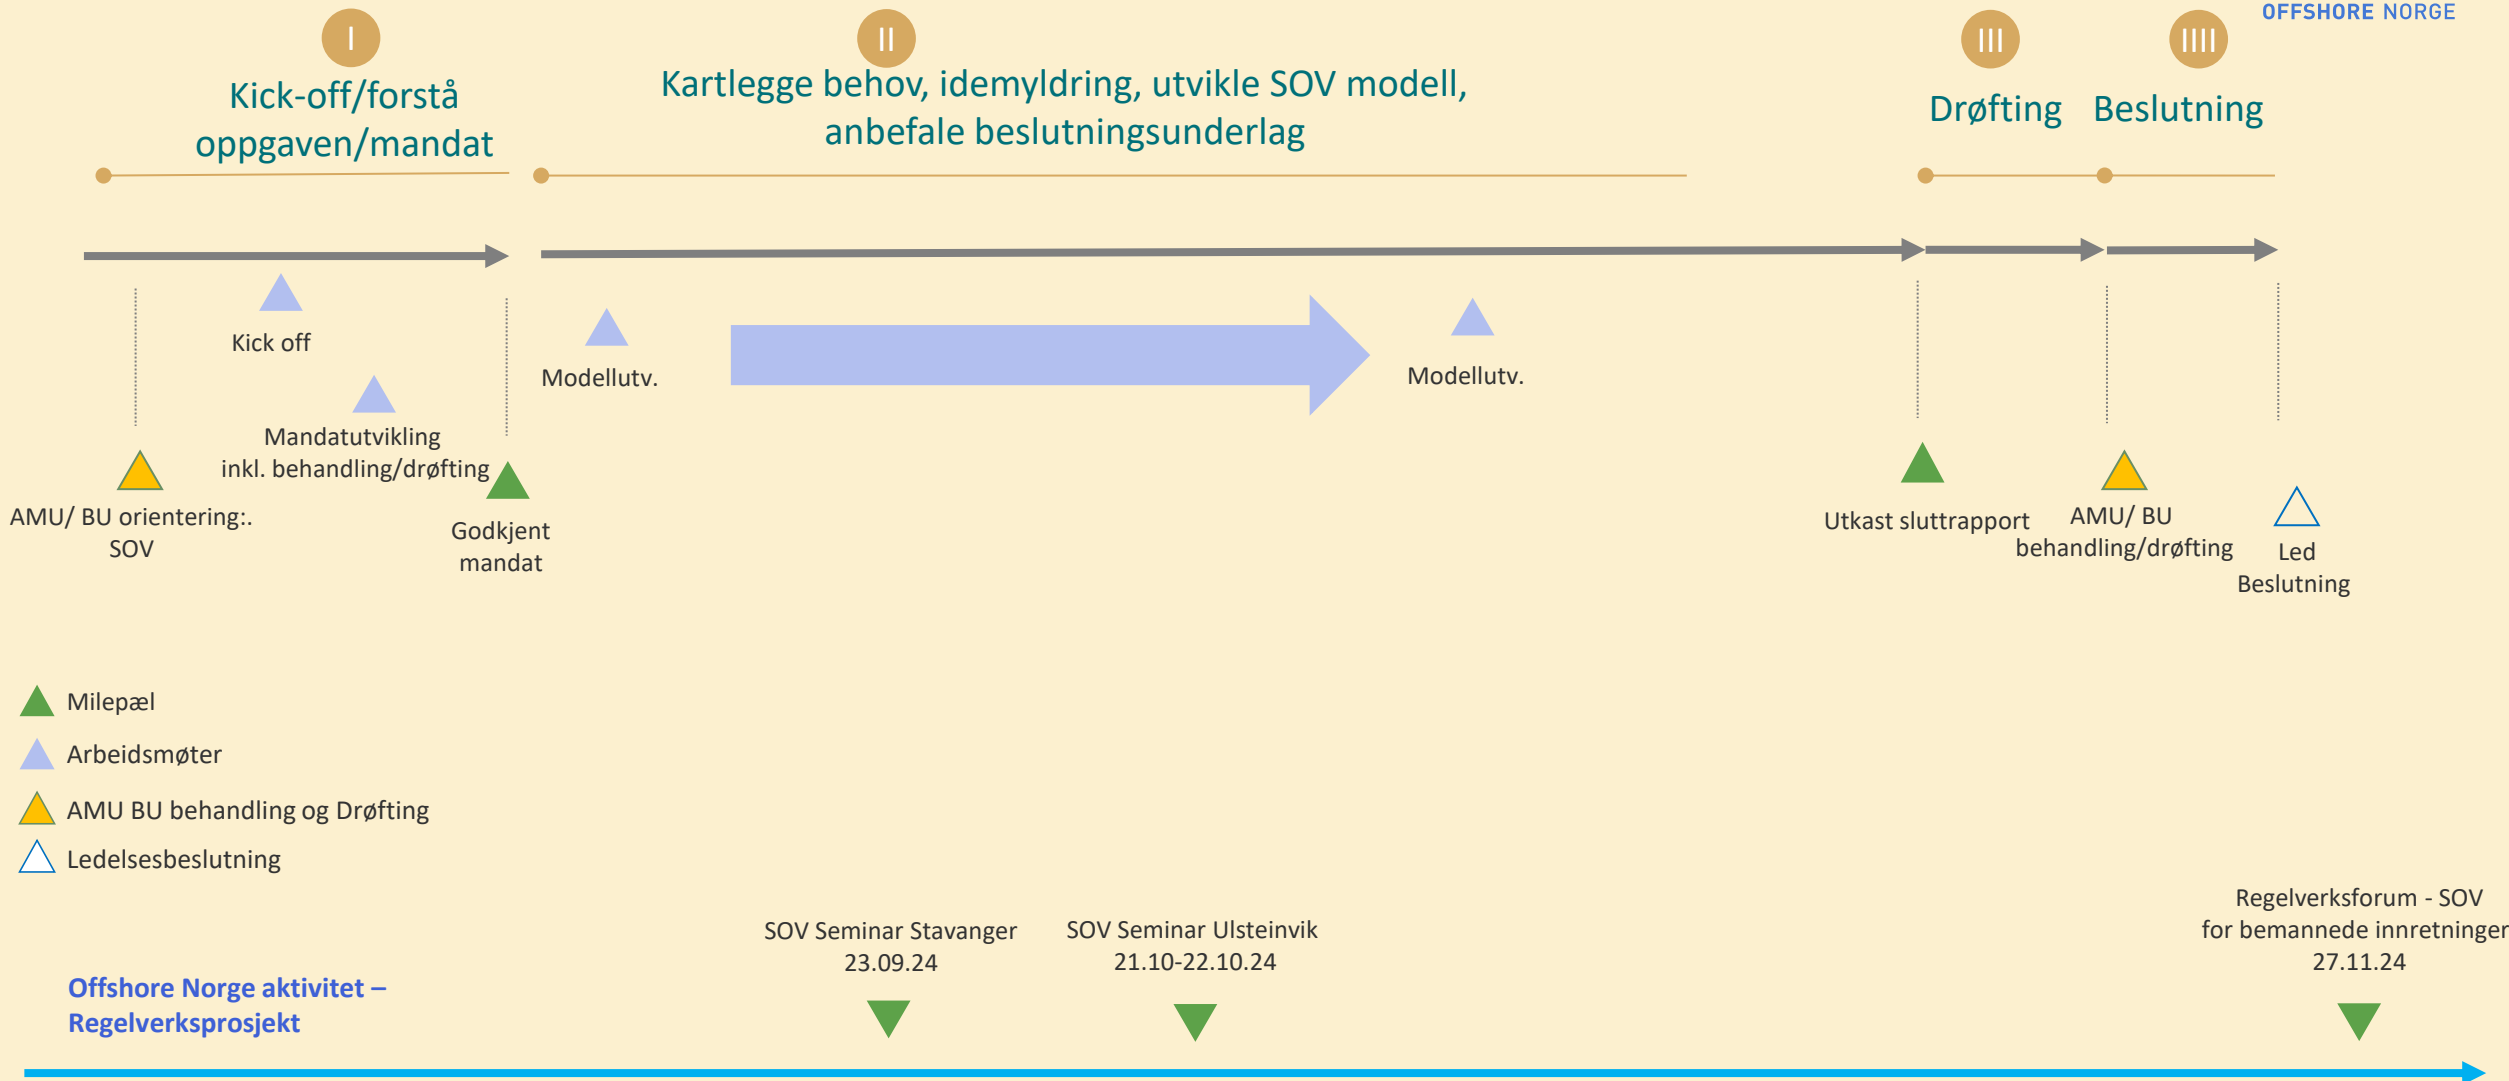 OFFSHORE NORGE
I
Kick-off/forstå
oppgaven/mandat
II
Kartlegge behov, idemyldring, utvikle SOV modell,
anbefale beslutningsunderlag
III
Drøfting
IIII
Beslutning
Kick off
Mandatutvikling
inkl. behandling/drøfting
AMU/ BU orientering:.
SOV
Godkjent
mandat
Modellutv.
Modellutv.
Utkast sluttrapport
AMU/ BU
behandling/drøfting
Led
Beslutning
Milepæl
Arbeidsmøter
AMU BU behandling og Drøfting
Ledelsesbeslutning
SOV Seminar Stavanger
23.09.24
SOV Seminar Ulsteinvik
21.10-22.10.24
Regelverksforum - SOV
for bemannede innretninger
27.11.24
Offshore Norge aktivitet –
Regelverksprosjekt